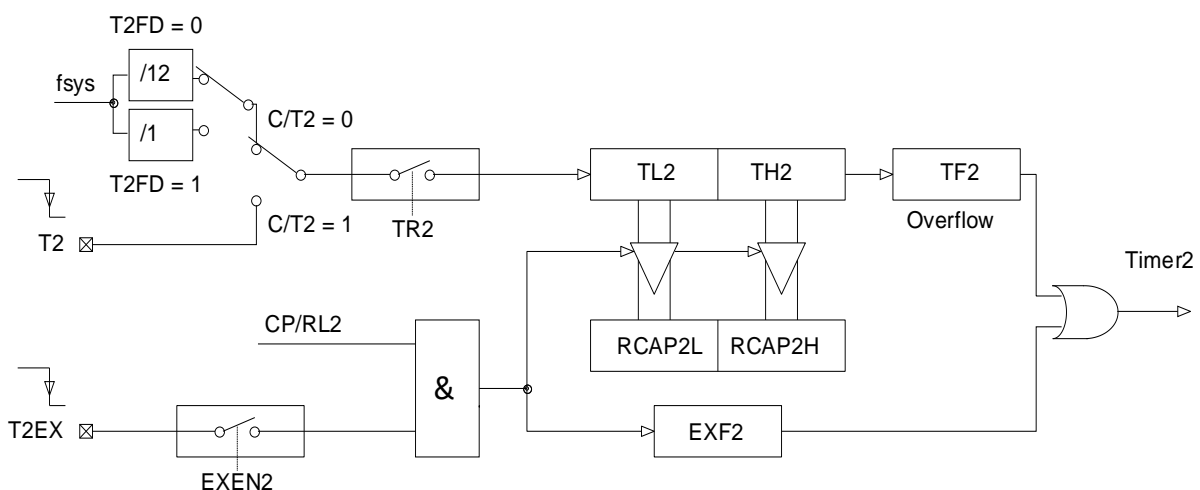 T2FD = 0
/12
fsys
C/T2 = 0
/1
T2FD = 1
TL2
TH2
TF2
C/T2 = 1
TR2
Overflow
T2
Timer2
CP/RL2
RCAP2L
RCAP2H
&
T2EX
EXF2
EXEN2